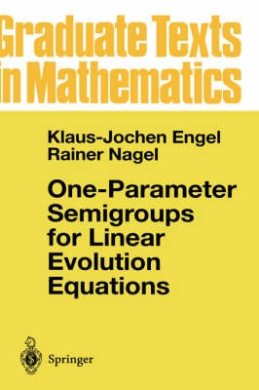 Graduate Texts
in Mathematics
Klaus-Jochen Engel
Rainer Nagel
One-Parameter
Semigroups
for Linear
Evolution
Equations
Springer